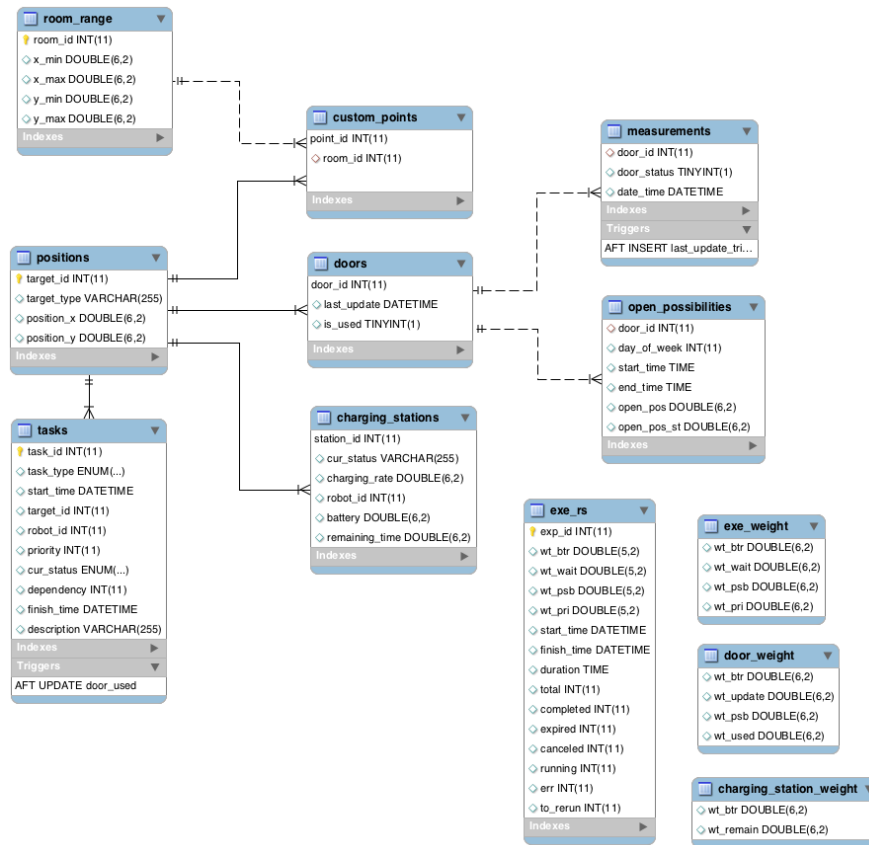 room_range
room_id INT(11)
x_min DOUBLE(6,2)
x_max DOUBLE(6,2)
y_min DOUBLE(6,2)
y_max DOUBLE(6,2)
Indexes
custom_points
point_id INT(11)
room_id INT(11)
Indexes
measurements
door_id INT(11)
door_status TINYINT(1)
date_time DATETIME
Indexes
Triggers
AFT INSERT last_update_tri...
positions
target_id INT(11)
target_type VARCHAR(255)
position_x DOUBLE(6,2)
position_y DOUBLE(6,2)
Indexes
doors
door_id INT(11)
last_update DATETIME
is_used TINYINT(1)
Indexes
open_possibilities
door_id INT(11)
day_of_week INT(11)
start_time TIME
end_time TIME
open_pos DOUBLE(6,2)
open_pos_st DOUBLE(6,2)
Indexes
tasks
task_id INT(11)
task_type ENUM(...)
start_time DATETIME
target_id INT(11)
robot_id INT(11)
priority INT(11)
cur_status ENUM(...)
dependency INT(11)
finish_time DATETIME
description VARCHAR(255)
Indexes
Triggers
AFT UPDATE door_used
charging_stations
station_id INT(11)
cur_status VARCHAR(255)
charging_rate DOUBLE(6,2)
robot_id INT(11)
battery DOUBLE(6,2)
remaining_time DOUBLE(6,2)
Indexes
exe_rs
exp_id INT(11)
wt_btr DOUBLE(5,2)
wt_wait DOUBLE(5,2)
wt_psb DOUBLE(5,2)
wt_pri DOUBLE(5,2)
start_time DATETIME
finish_time DATETIME
duration TIME
total INT(11)
completed INT(11)
expired INT(11)
canceled INT(11)
running INT(11)
err INT(11)
to_rerun INT(11)
Indexes
exe_weight
wt_btr DOUBLE(6,2)
wt_wait DOUBLE(6,2)
wt_psb DOUBLE(6,2)
wt_pri DOUBLE(6,2)
door_weight
wt_btr DOUBLE(6,2)
wt_update DOUBLE(6,2)
wt_psb DOUBLE(6,2)
wt_used DOUBLE(6,2)
charging_station_weight
wt_btr DOUBLE(6,2)
wt_remain DOUBLE(6,2)